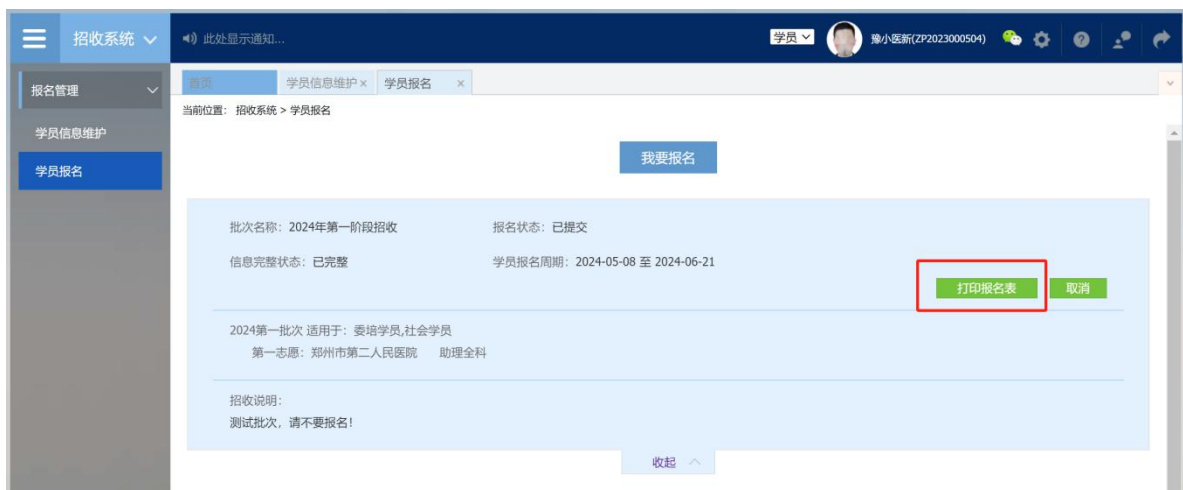 招收系统
此处显示通知...
学员
豫小医新(ZP2023000504)
报名管理
首页
学员信息维护×
学员报名 ×
当前位置： 招收系统 > 学员报名
学员信息维护
学员报名
我要报名
批次名称：2024年第一阶段招收
报名状态：已提交
信息完整状态：已完整
学员报名周期：2024-05-08 至 2024-06-21
打印报名表
取消
2024第一批次 适用于：委培学员,社会学员
第一志愿：郑州市第二人民医院 助理全科
招收说明：
测试批次，请不要报名！
收起